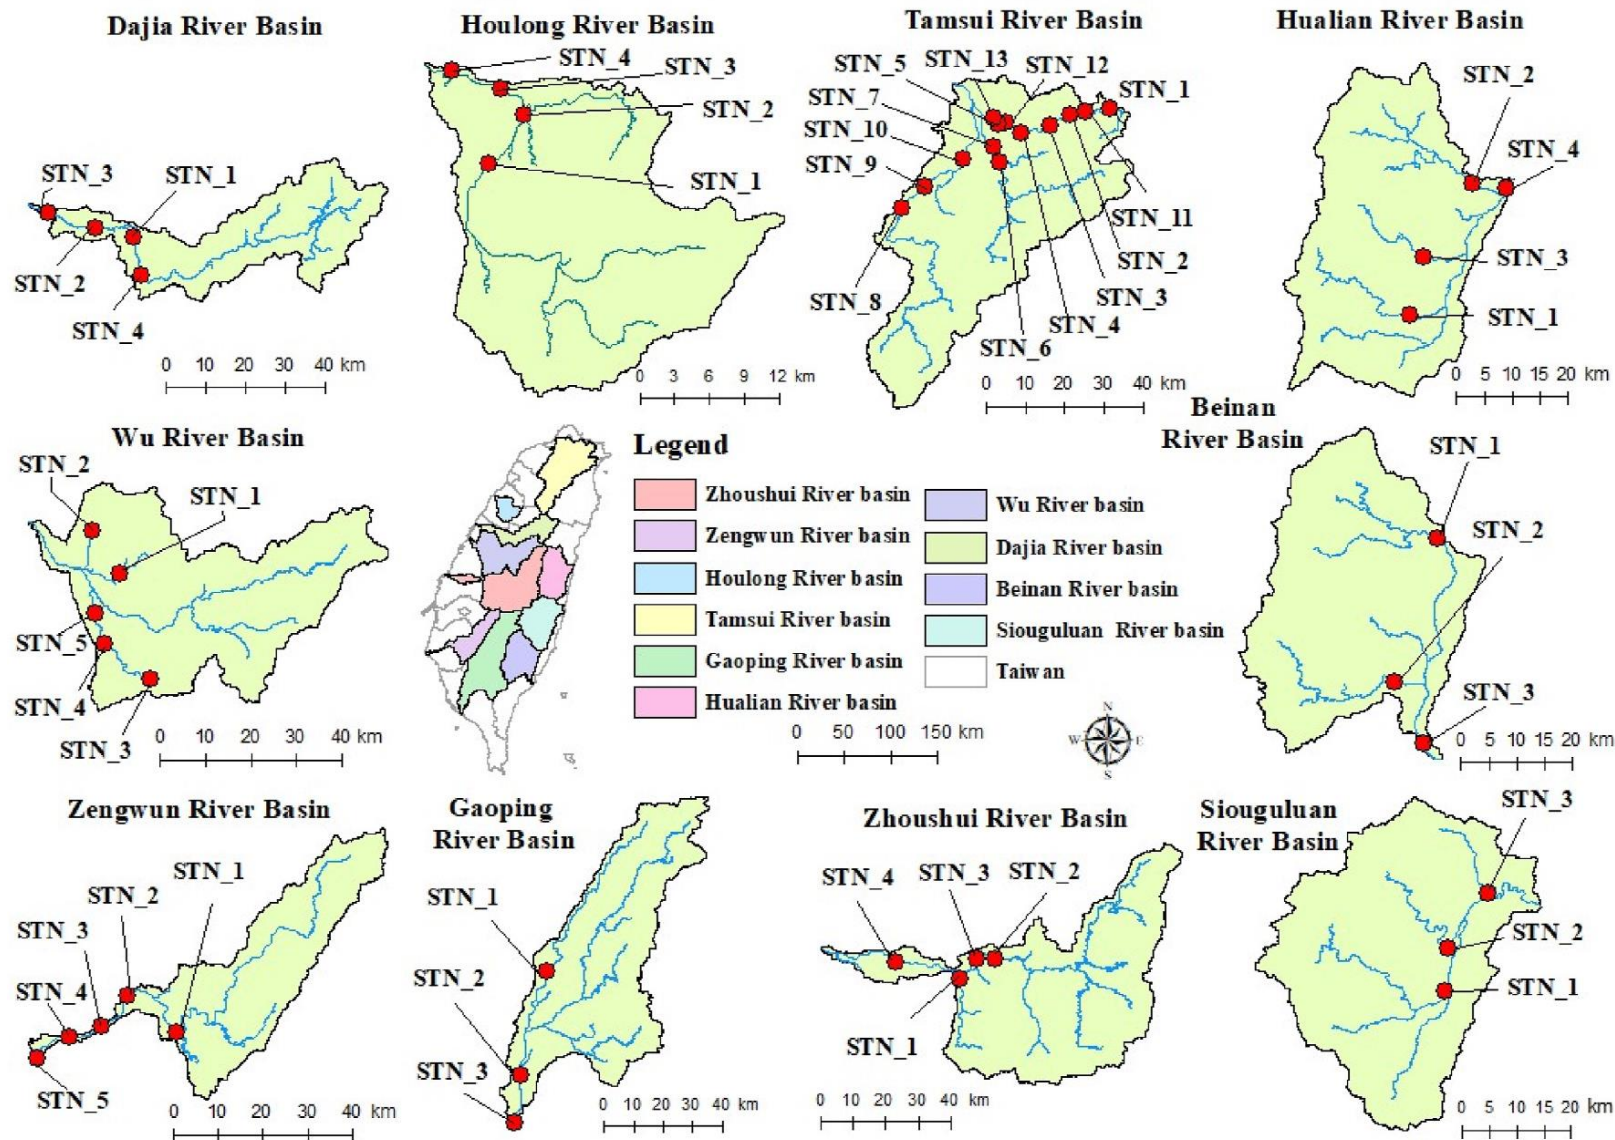 Dajia River Basin
STN_3
STN_1
STN_2
STN_4
0 10 20 30 40 km
Houlong River Basin
STN_4
STN_3
STN_2
STN_1
0 3 6 9 12 km
Tamsui River Basin
STN_5
STN_13
STN_12
STN_7
STN_1
STN_10
STN_9
STN_11
STN_2
STN_3
STN_8
STN_4
STN_6
0 10 20 30 40 km
Hualian River Basin
STN_2
STN_4
STN_3
STN_1
0 5 10 15 20 km
Wu River Basin
STN_2
STN_1
STN_5
STN_4
STN_3
0 10 20 30 40 km
Legend
Zhoushui River basin
Zengwun River basin
Houlong River basin
Tamsui River basin
Gaoping River basin
Hualian River basin
Wu River basin
Dajia River basin
Beinan River basin
Siouguluan River basin
Taiwan
0 50 100 150 km
N
W E
S
Beinan
River Basin
STN_1
STN_2
STN_3
0 5 10 15 20 km
Zengwun River Basin
STN_1
STN_2
STN_3
STN_4
STN_5
0 10 20 30 40 km
Gaoping
River Basin
STN_1
STN_2
STN_3
0 10 20 30 40 km
Zhoushui River Basin
STN_4
STN_3
STN_2
STN_1
0 10 20 30 40 km
Siouguluan
River Basin
STN_3
STN_2
STN_1
0 5 10 15 20 km